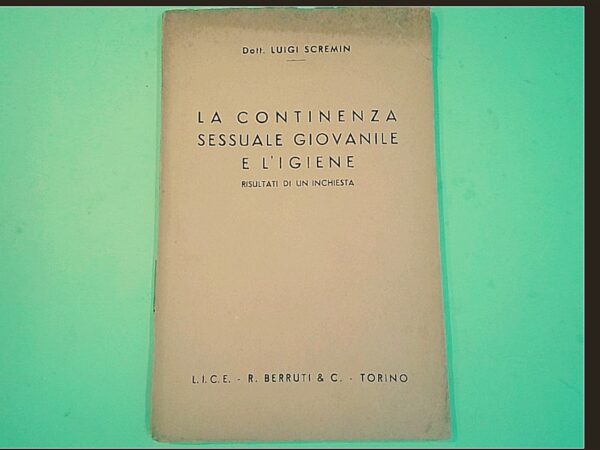 Dott. LUIGI SCREMIN
LA CONTINENZA
SESSUALE GIOVANILE
E L'IGIENE
RISULTATI DI UN INCHIESTA
L.I.C.E. - R. BERRUTI & C. - TORINO